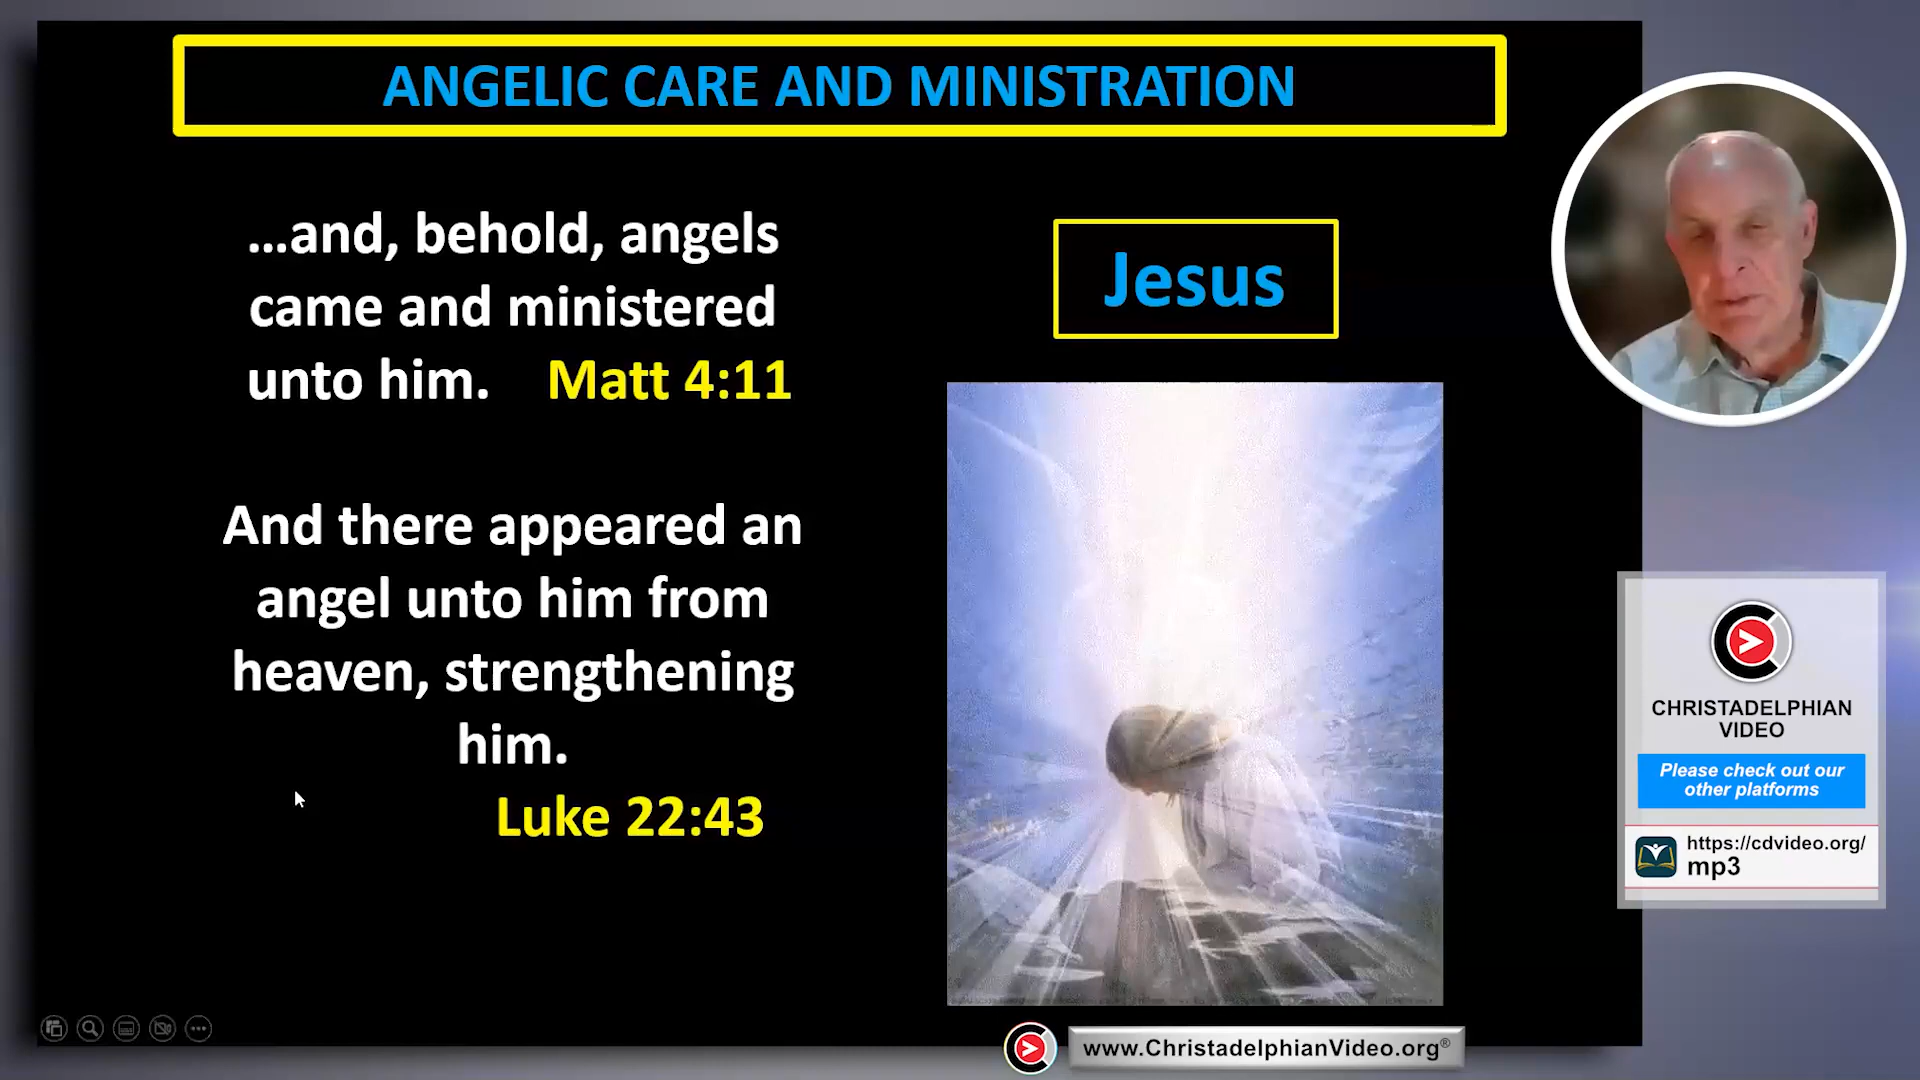 ANGELIC CARE AND MINISTRATION
...and, behold, angels
came and ministered
unto him. Matt 4:11
And there appeared an
angel unto him from
heaven, strengthening
him.
Luke 22:43
Jesus
CHRISTADELPHIAN
VIDEO
Please check out our
other platforms
https://cdvideo.org/
mp3
www.ChristadelphianVideo.org®